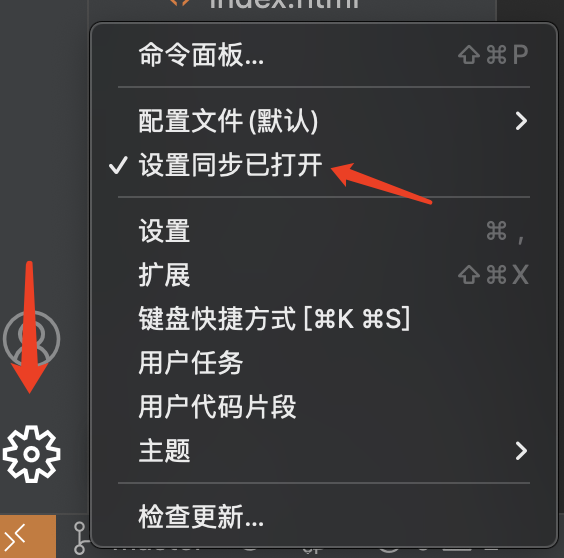 index.html
命令面板... ⇧⌘P
配置文件 (默认)
设置同步已打开
设置 ⌘ ,
扩展 ⇧⌘X
键盘快捷方式 [⌘K ⌘S]
用户任务
用户代码片段
主题
检查更新...